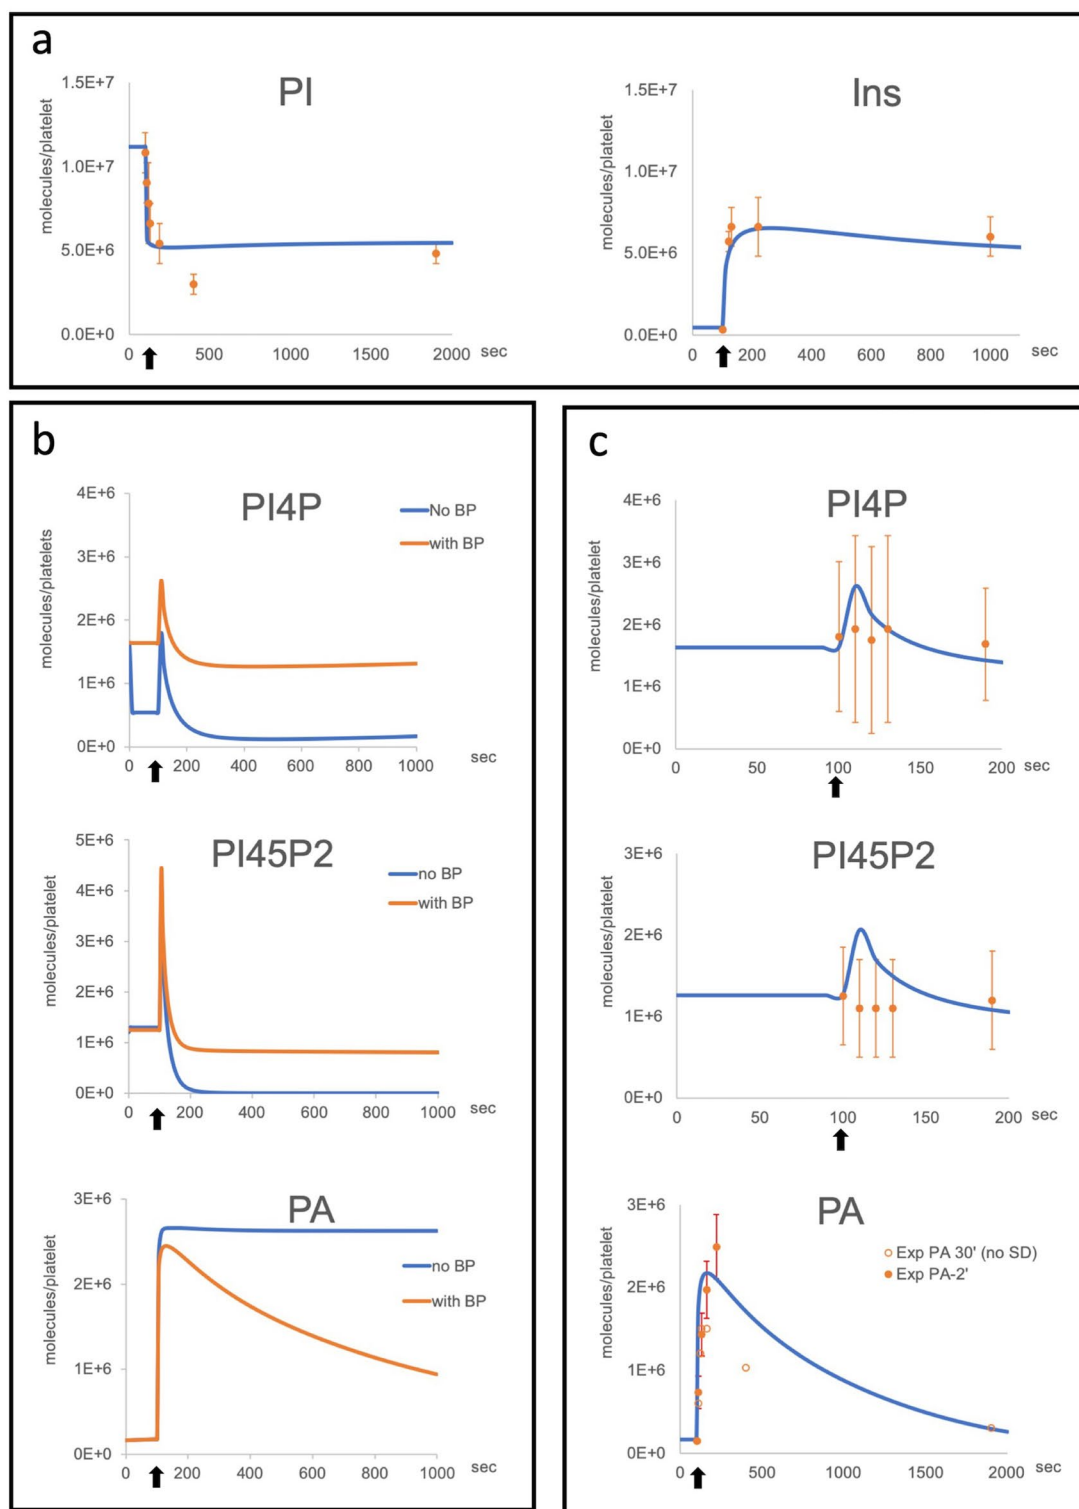 a
PI
Ins
molecules/platelet
1.5E+7
1.0E+7
5.0E+6
0.0E+0
0
500
1000
1500
2000
sec
molecules/platelet
1.5E+7
1.0E+7
5.0E+6
0.0E+0
0
200
400
600
800
1000
sec
b
PI4P
molecules/platelets
4E+6
3E+6
2E+6
1E+6
0E+0
No BP
with BP
0
200
400
600
800
1000
sec
PI45P2
molecules/platelet
5E+6
4E+6
3E+6
2E+6
1E+6
0E+0
no BP
with BP
0
200
400
600
800
1000
sec
PA
molecules/platelet
3E+6
2E+6
1E+6
0E+0
no BP
with BP
0
200
400
600
800
1000
sec
c
PI4P
molecules/platelet
4E+6
3E+6
2E+6
1E+6
0E+0
0
50
100
150
200
sec
PI45P2
molecules/platelet
3E+6
2E+6
1E+6
0E+0
0
50
100
150
200
sec
PA
molecules/platelet
3E+6
2E+6
1E+6
0E+0
Exp PA 30' (no SD)
Exp PA-2'
0
500
1000
1500
2000
sec